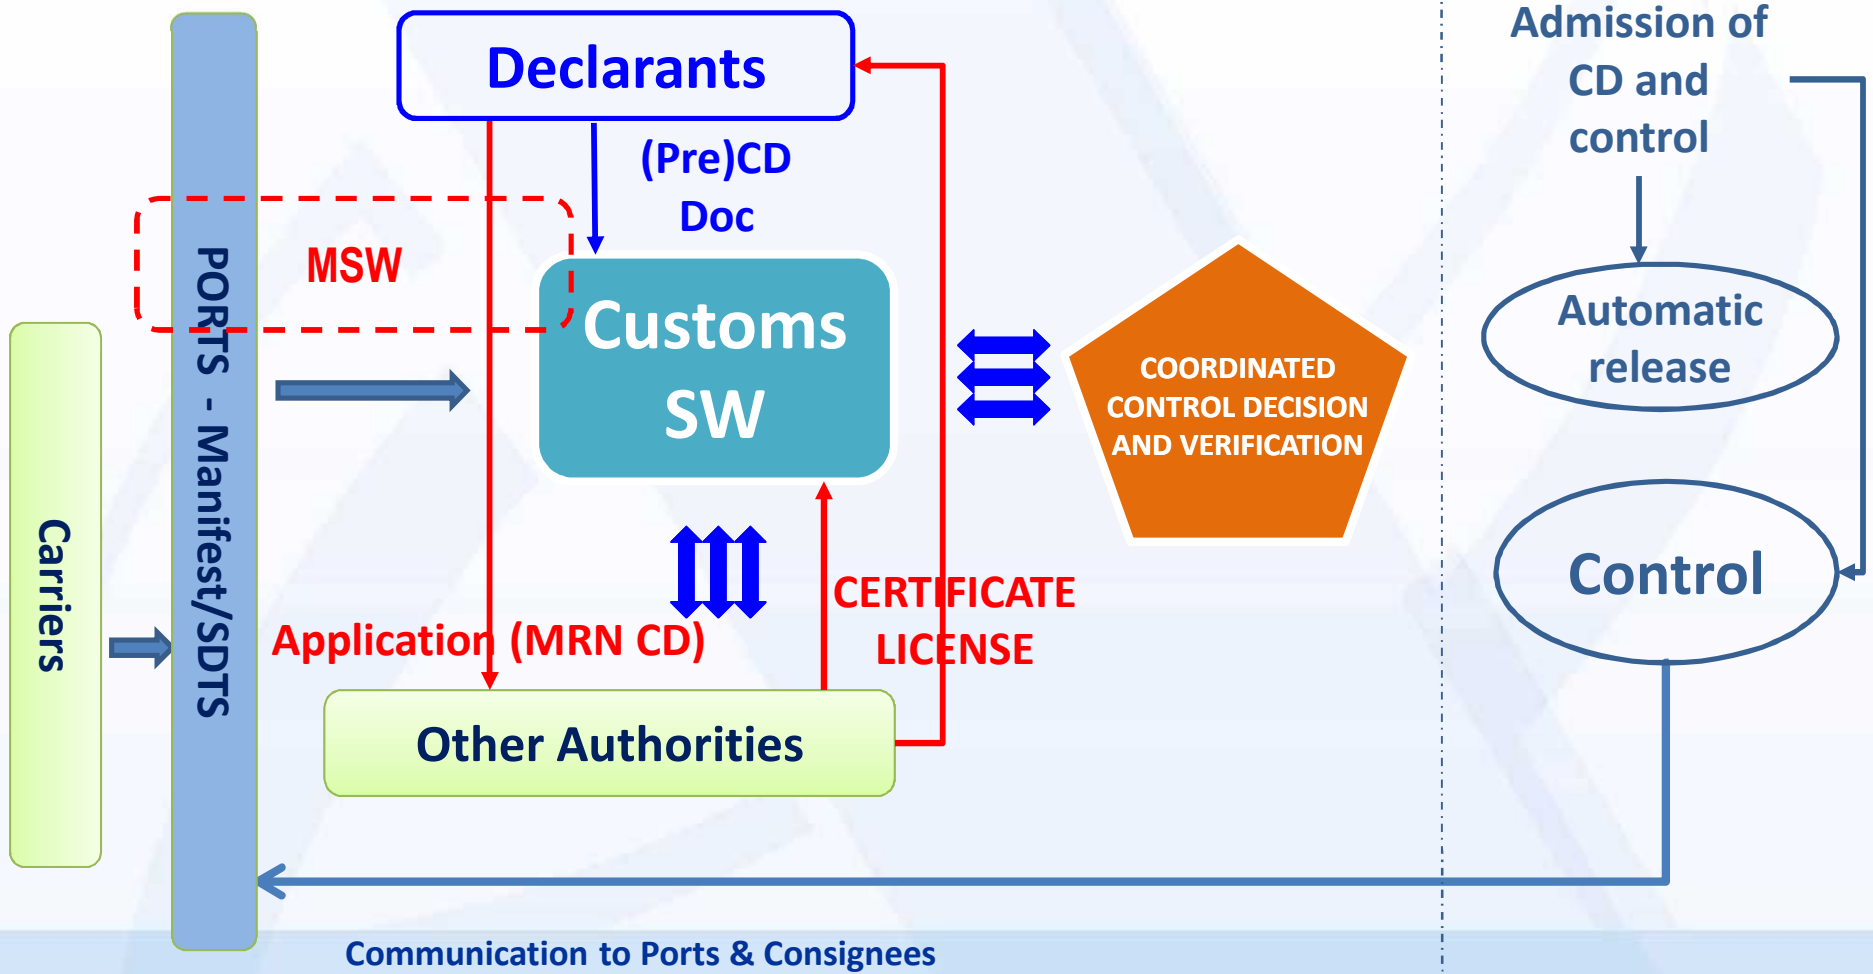 Declarants
(Pre)CD
Doc
MSW
PORTS - Manifest/SDTS
Carriers
Customs
SW
COORDINATED
CONTROL DECISION
AND VERIFICATION
CERTIFICATE
LICENSE
Application (MRN CD)
Other Authorities
Admission of
CD and
control
Automatic
release
Control
Communication to Ports & Consignees